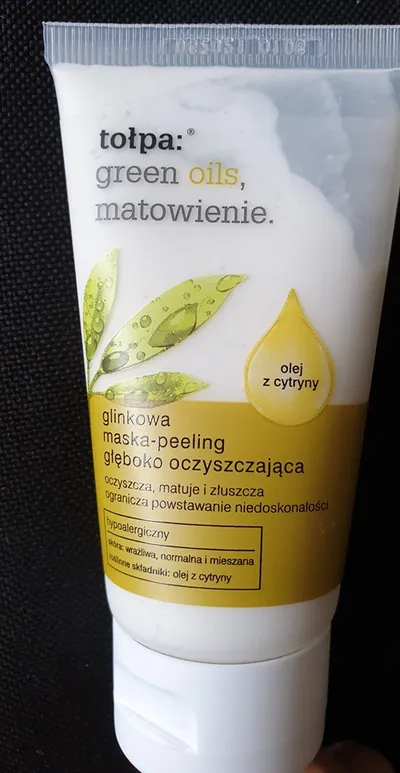 tołpa:®
green oils,
matowienie.
olej
z cytryny
glinkowa
maska-peeling
głęboko oczyszczająca
oczyszcza, matuje i złuszcza
ogranicza powstawanie niedoskonałości
hypoalergiczny
skóra: wrażliwa, normalna i mieszana
roślinne składniki: olej z cytryny